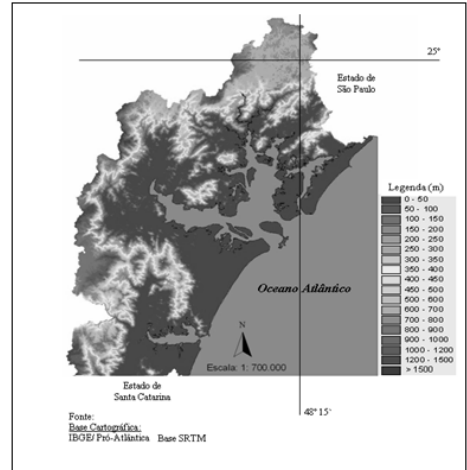 25°
Estado de
São Paulo
Legenda (m)
0 - 50
50 - 100
100 - 150
150 - 200
200 - 250
250 - 300
300 - 350
350 - 400
400 - 450
450 - 500
500 - 600
600 - 700
700 - 800
800 - 900
900 - 1000
1000 - 1200
1200 - 1500
> 1500
Oceano Atlântico
N
Escala: 1: 700.000
Estado de
Santa Catarina
48° 15´
Fonte:
Base Cartográfica:
IBGE/ Pró-Atlântica Base SRTM